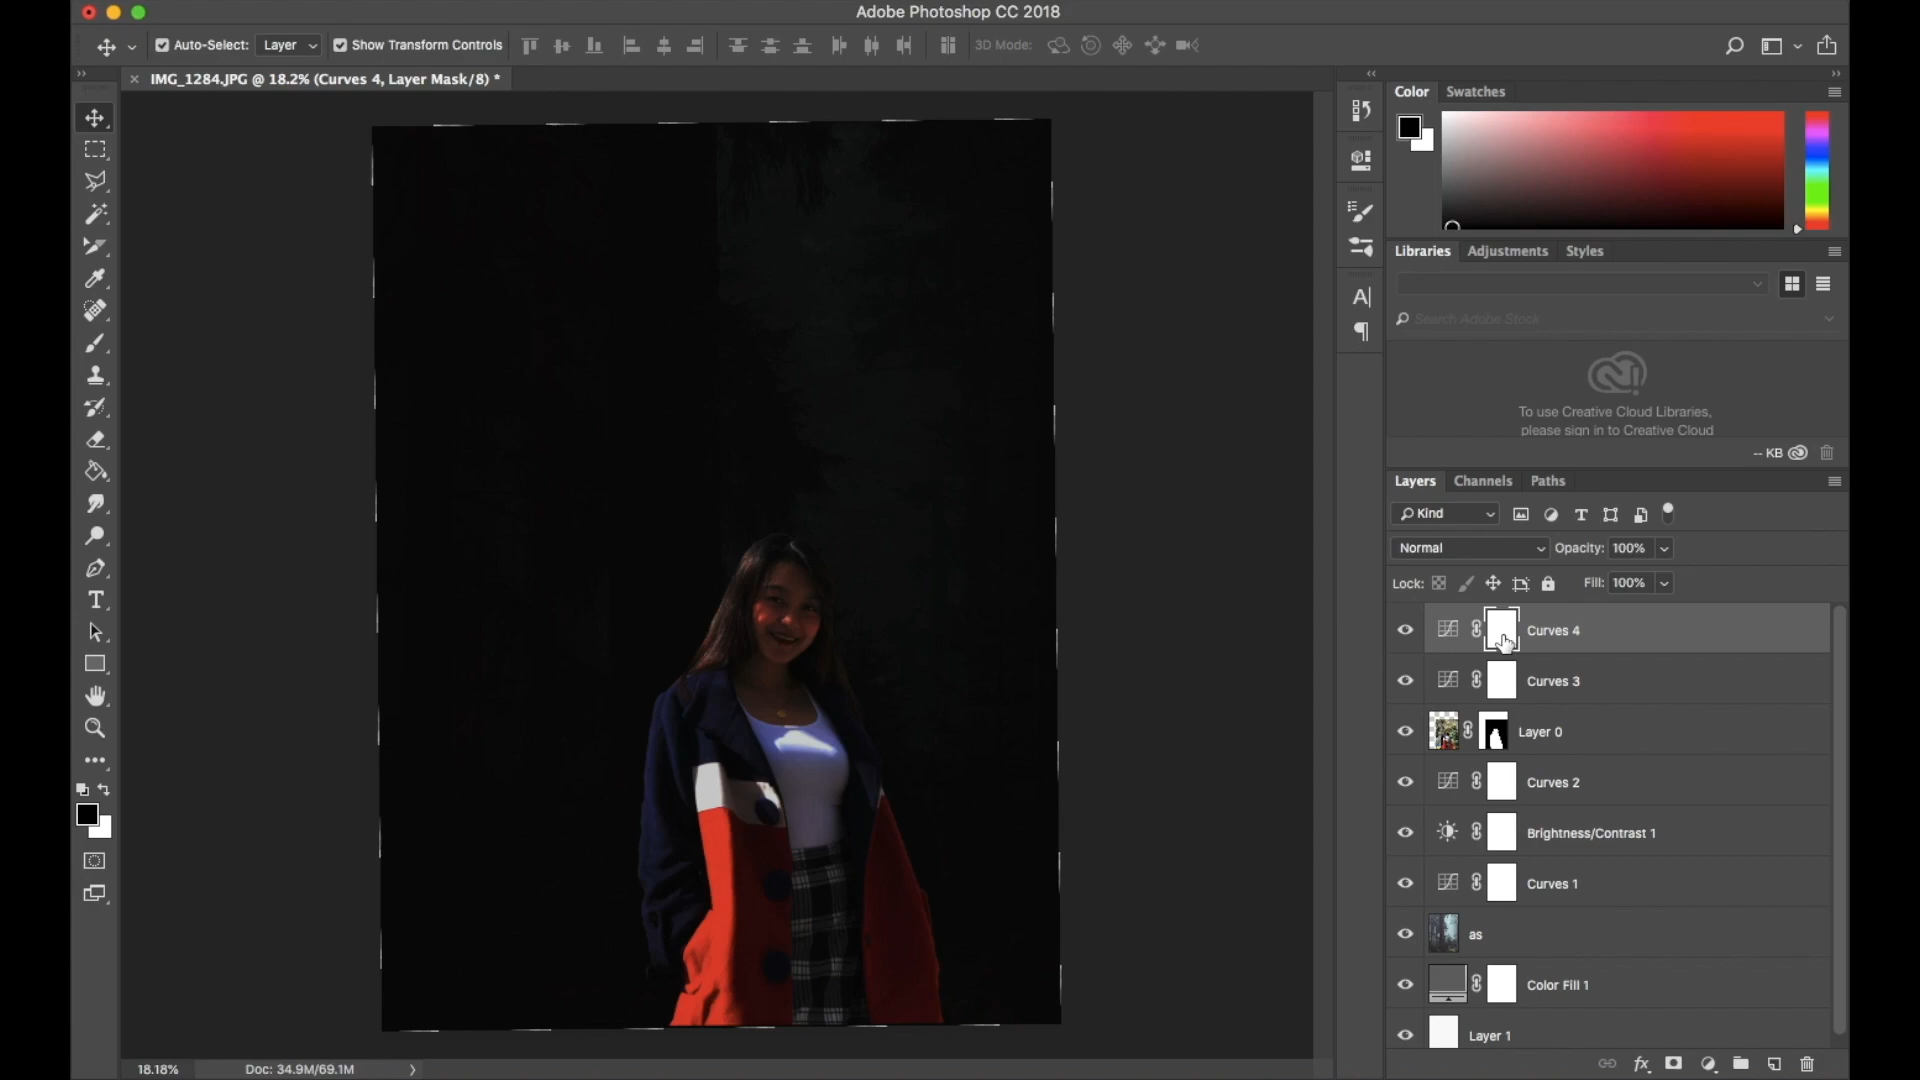 Adobe Photoshop CC 2018
Auto-Select: Layer Show Transform Controls 3D Mode:
IMG_1284.JPG @ 18.2% (Curves 4, Layer Mask/8) *
Color Swatches
Libraries Adjustments Styles
Search Adobe Stock
To use Creative Cloud Libraries,
please sign in to Creative Cloud
-- KB
Layers Channels Paths
Kind
Normal Opacity: 100%
Lock: Fill: 100%
Curves 4
Curves 3
Layer 0
Curves 2
Brightness/Contrast 1
Curves 1
as
Color Fill 1
Layer 1
18.18% Doc: 34.9M/69.1M